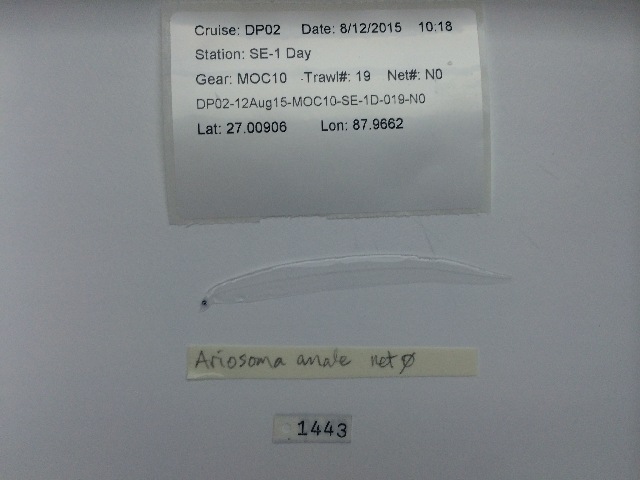 Cruise: DP02 Date: 8/12/2015 10:18
Station: SE-1 Day
Gear: MOC10 Trawl#: 19 Net#: N0
DP02-12Aug15-MOC10-SE-1D-019-N0
Lat: 27.00906 Lon: 87.9662
Ariosoma anale net Ø
1443